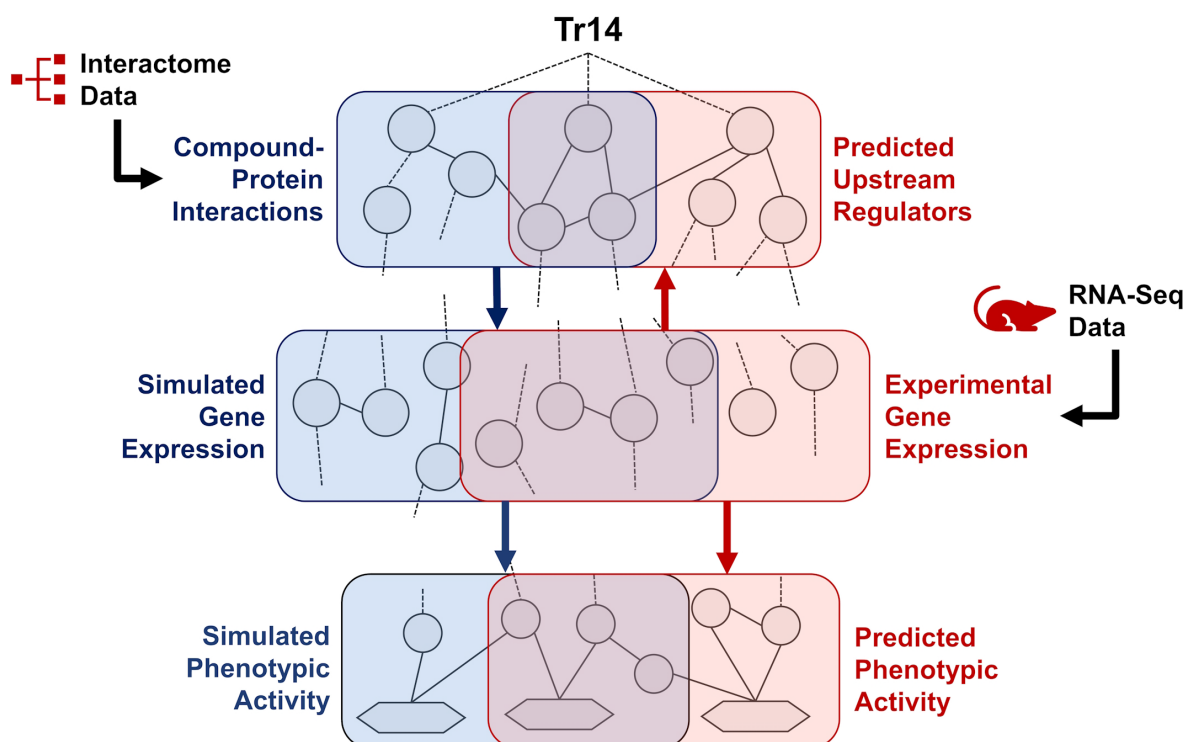 Tr14
Interactome
Data
Compound-
Protein
Interactions
Predicted
Upstream
Regulators
RNA-Seq
Data
Simulated
Gene
Expression
Experimental
Gene
Expression
Simulated
Phenotypic
Activity
Predicted
Phenotypic
Activity